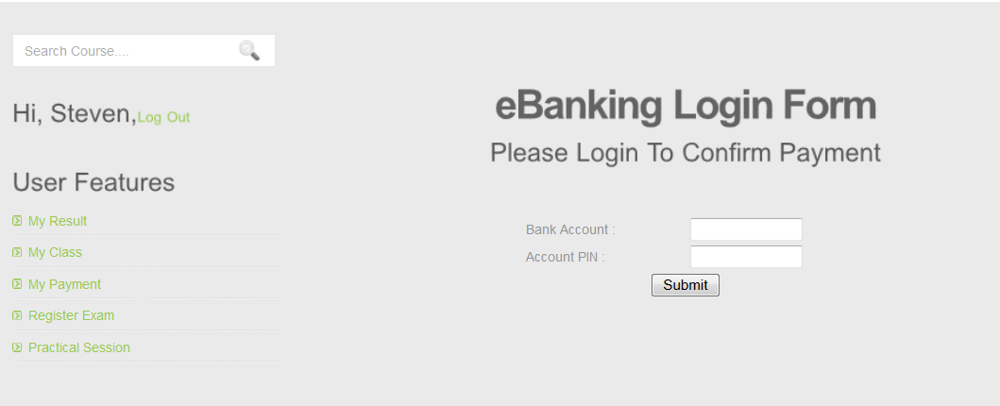 Search Course....
Hi, Steven,Log Out
User Features
My Result
My Class
My Payment
Register Exam
Practical Session
eBanking Login Form
Please Login To Confirm Payment
Bank Account :
Account PIN :
Submit